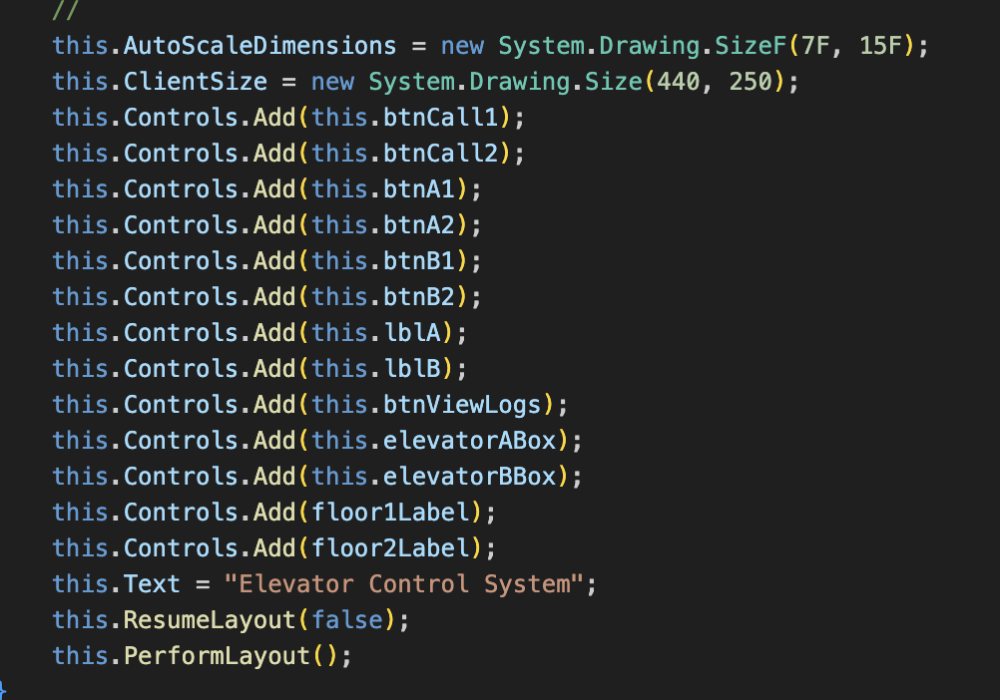 //
this.AutoScaleDimensions = new System.Drawing.SizeF(7F, 15F);
this.ClientSize = new System.Drawing.Size(440, 250);
this.Controls.Add(this.btnCall1);
this.Controls.Add(this.btnCall2);
this.Controls.Add(this.btnA1);
this.Controls.Add(this.btnA2);
this.Controls.Add(this.btnB1);
this.Controls.Add(this.btnB2);
this.Controls.Add(this.lblA);
this.Controls.Add(this.lblB);
this.Controls.Add(this.btnViewLogs);
this.Controls.Add(this.elevatorABox);
this.Controls.Add(this.elevatorBBox);
this.Controls.Add(floor1Label);
this.Controls.Add(floor2Label);
this.Text = "Elevator Control System";
this.ResumeLayout(false);
this.PerformLayout();
}